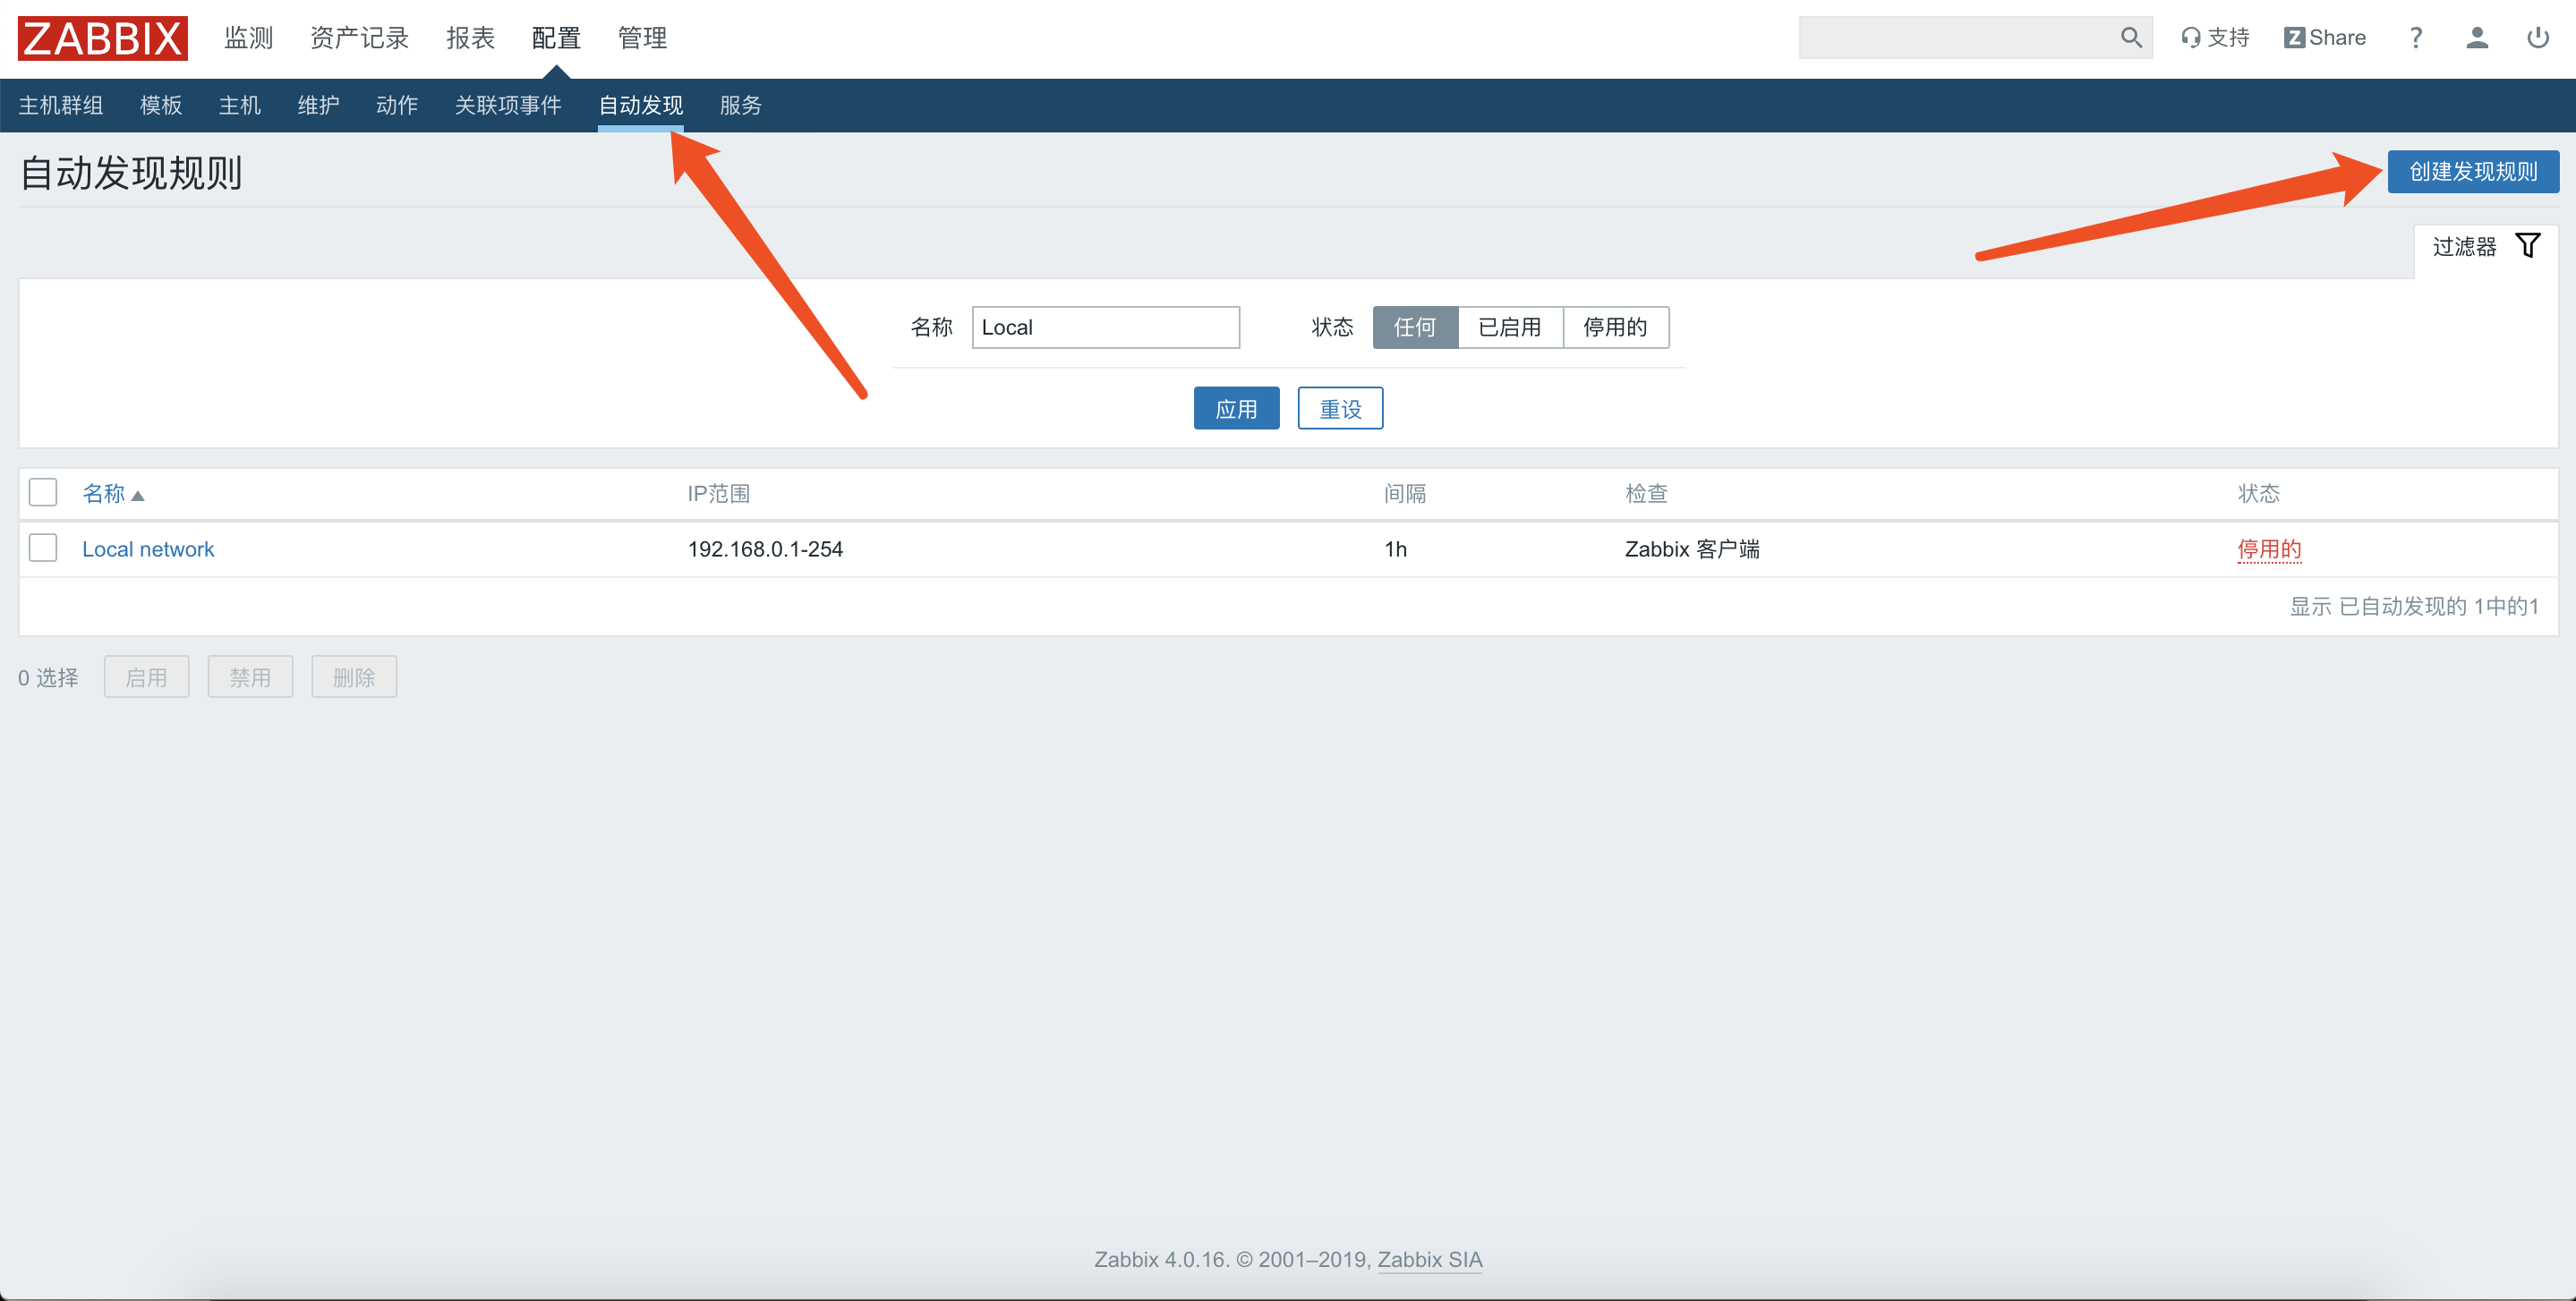 ZABBIX 监测 资产记录 报表 配置 管理 支持 Z Share ?
主机群组 模板 主机 维护 动作 关联项事件 自动发现 服务
自动发现规则 创建发现规则
过滤器
名称 Local 状态 任何 已启用 停用的
应用 重设
名称 ▲ IP范围 间隔 检查 状态
Local network 192.168.0.1-254 1h Zabbix 客户端 停用的
显示 已自动发现的 1中的1
0 选择 启用 禁用 删除
Zabbix 4.0.16. © 2001–2019, Zabbix SIA